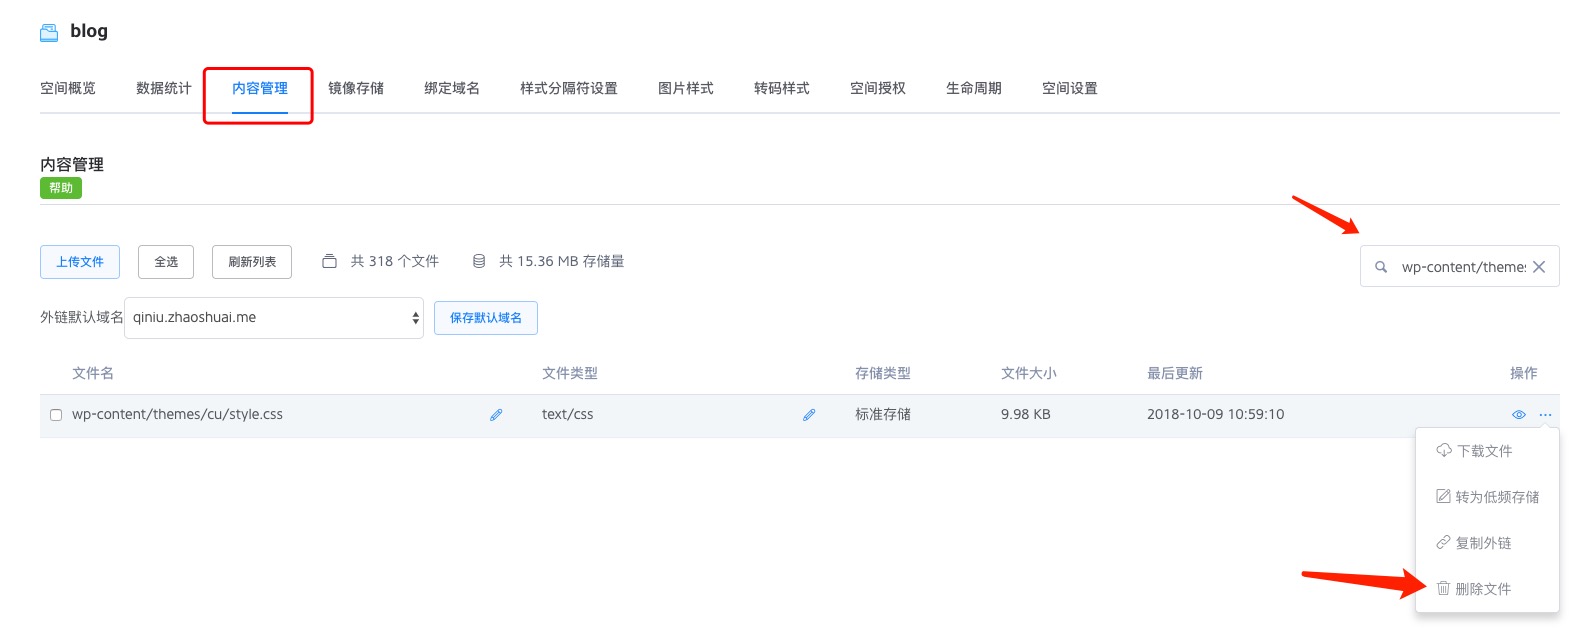 blog
空间概览 数据统计 内容管理 镜像存储 绑定域名 样式分隔符设置 图片样式 转码样式 空间授权 生命周期 空间设置
内容管理
帮助
上传文件 全选 刷新列表 共 318 个文件 共 15.36 MB 存储量 wp-content/theme
外链默认域名 qiniu.zhaoshuai.me 保存默认域名
文件名 文件类型 存储类型 文件大小 最后更新 操作
wp-content/themes/cu/style.css text/css 标准存储 9.98 KB 2018-10-09 10:59:10
下载文件
转为低频存储
复制外链
删除文件